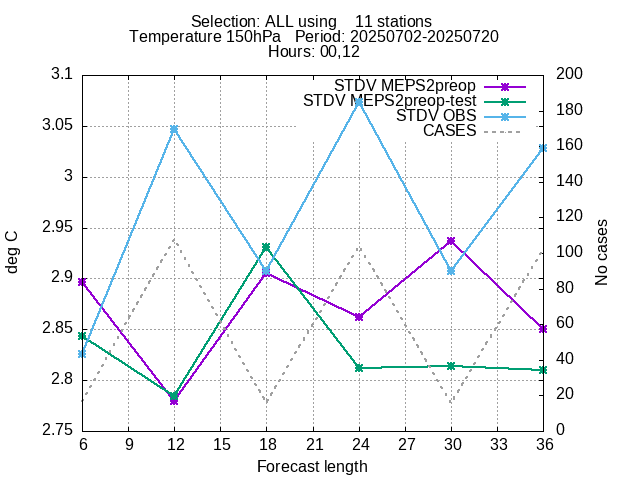 Selection: ALL using    11 stations
Temperature 150hPa   Period: 20250702-20250720
Hours: 00,12
STDV MEPS2preop
STDV MEPS2preop-test
STDV OBS
CASES
3.1
3.05
3
2.95
2.9
2.85
2.8
2.75
deg C
200
180
160
140
120
100
80
60
40
20
0
No cases
6 9 12 15 18 21 24 27 30 33 36
Forecast length